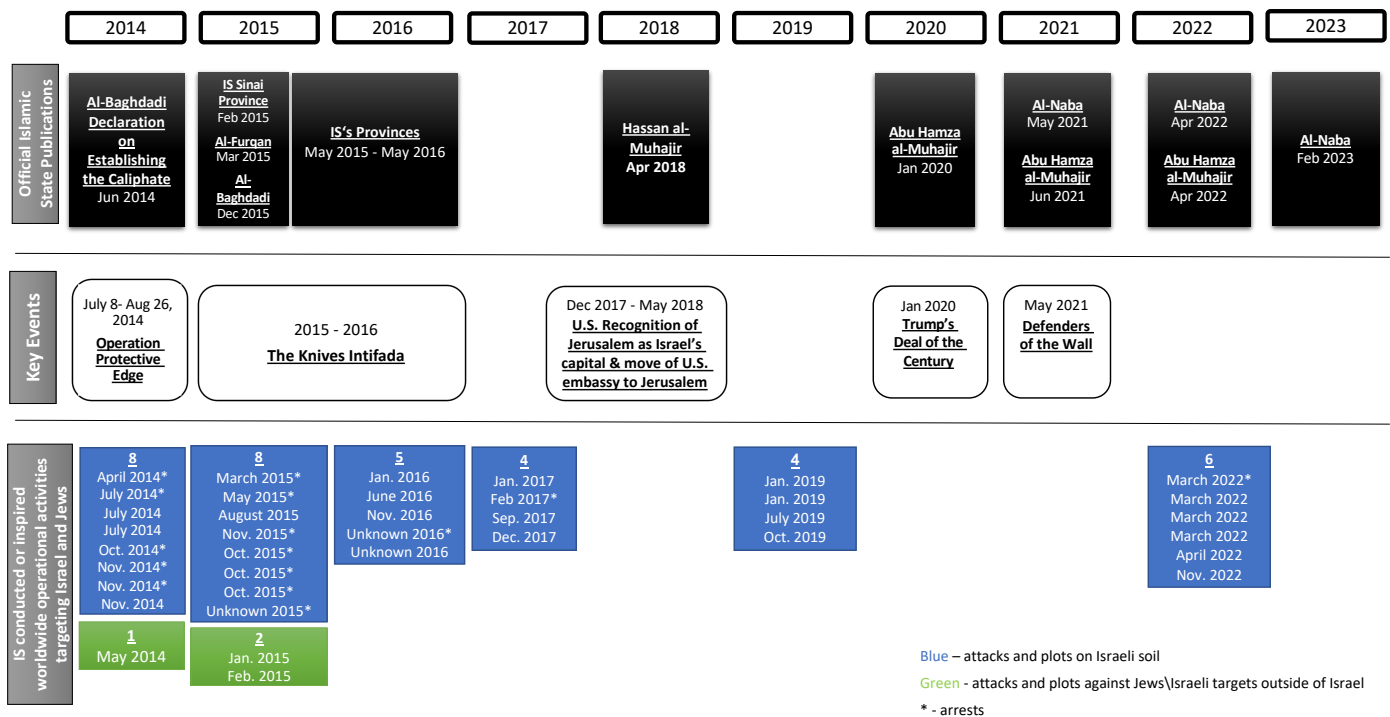 2014
2015
2016
2017
2018
2019
2020
2021
2022
2023
Official Islamic
State Publications
Al-Baghdadi
Declaration
on
Establishing
the Caliphate
Jun 2014
IS Sinai
Province
Feb 2015
Al-Furqan
Mar 2015
Al-
Baghdadi
Dec 2015
IS's Provinces
May 2015 - May 2016
Hassan al-
Muhajir
Apr 2018
Abu Hamza
al-Muhajir
Jan 2020
Al-Naba
May 2021
Abu Hamza
al-Muhajir
Jun 2021
Al-Naba
Apr 2022
Abu Hamza
al-Muhajir
Apr 2022
Al-Naba
Feb 2023
Key Events
July 8- Aug 26,
2014
Operation
Protective
Edge
2015 - 2016
The Knives Intifada
Dec 2017 - May 2018
U.S. Recognition of
Jerusalem as Israel's
capital & move of U.S.
embassy to Jerusalem
Jan 2020
Trump's
Deal of the
Century
May 2021
Defenders
of the Wall
IS conducted or inspired
worldwide operational activities
targeting Israel and Jews
8
April 2014*
July 2014*
July 2014
July 2014
Oct. 2014*
Nov. 2014*
Nov. 2014*
Nov. 2014
1
May 2014
8
March 2015*
May 2015*
August 2015
Nov. 2015*
Oct. 2015*
Oct. 2015*
Oct. 2015*
Unknown 2015*
2
Jan. 2015
Feb. 2015
5
Jan. 2016
June 2016
Nov. 2016
Unknown 2016*
Unknown 2016
4
Jan. 2017
Feb 2017*
Sep. 2017
Dec. 2017
4
Jan. 2019
Jan. 2019
July 2019
Oct. 2019
6
March 2022*
March 2022
March 2022
March 2022
April 2022
Nov. 2022
Blue – attacks and plots on Israeli soil
Green - attacks and plots against Jews\Israeli targets outside of Israel
* - arrests